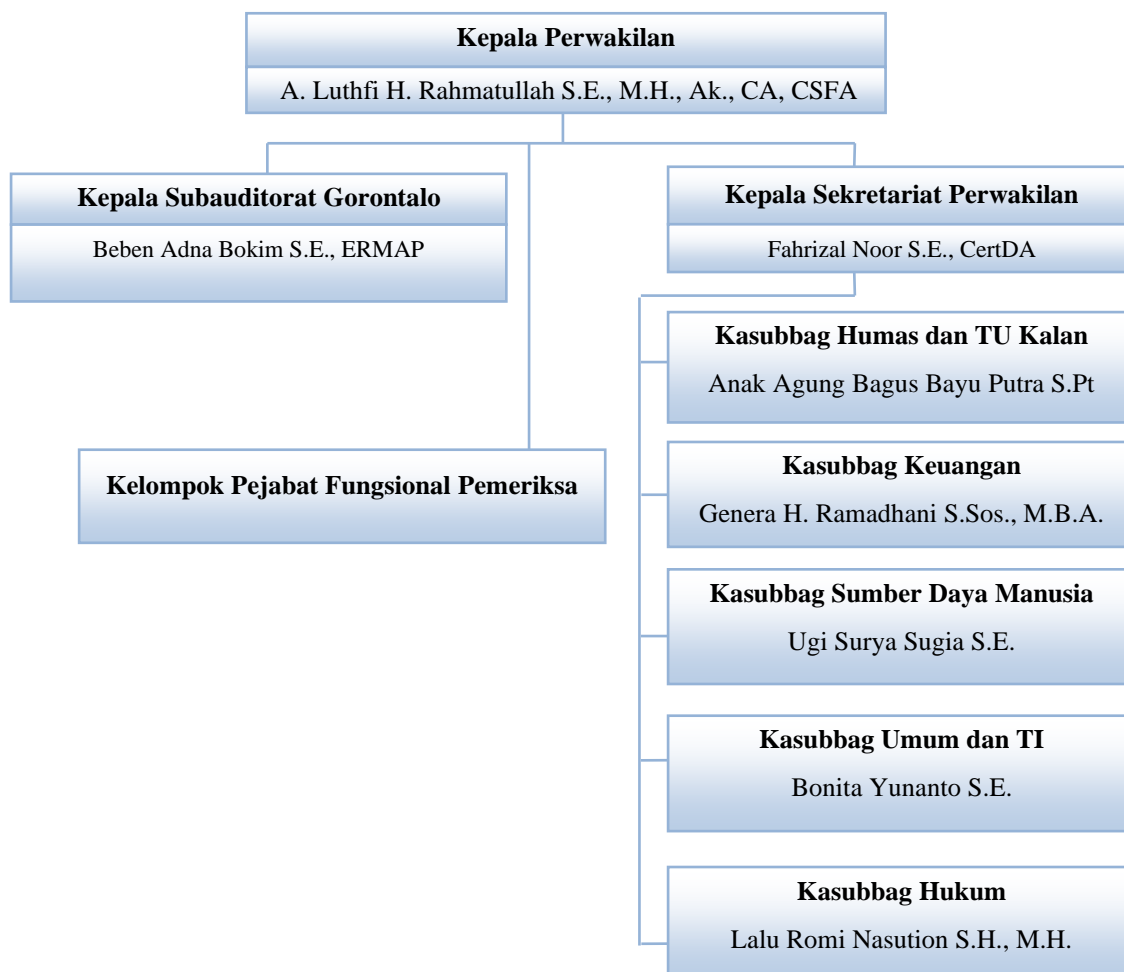 Kepala Perwakilan
A. Luthfi H. Rahmatullah S.E., M.H., Ak., CA, CSFA
Kepala Subauditorat Gorontalo
Beben Adna Bokim S.E., ERMAP
Kepala Sekretariat Perwakilan
Fahrizal Noor S.E., CertDA
Kasubbag Humas dan TU Kalan
Anak Agung Bagus Bayu Putra S.Pt
Kelompok Pejabat Fungsional Pemeriksa
Kasubbag Keuangan
Genera H. Ramadhani S.Sos., M.B.A.
Kasubbag Sumber Daya Manusia
Ugi Surya Sugia S.E.
Kasubbag Umum dan TI
Bonita Yunanto S.E.
Kasubbag Hukum
Lalu Romi Nasution S.H., M.H.